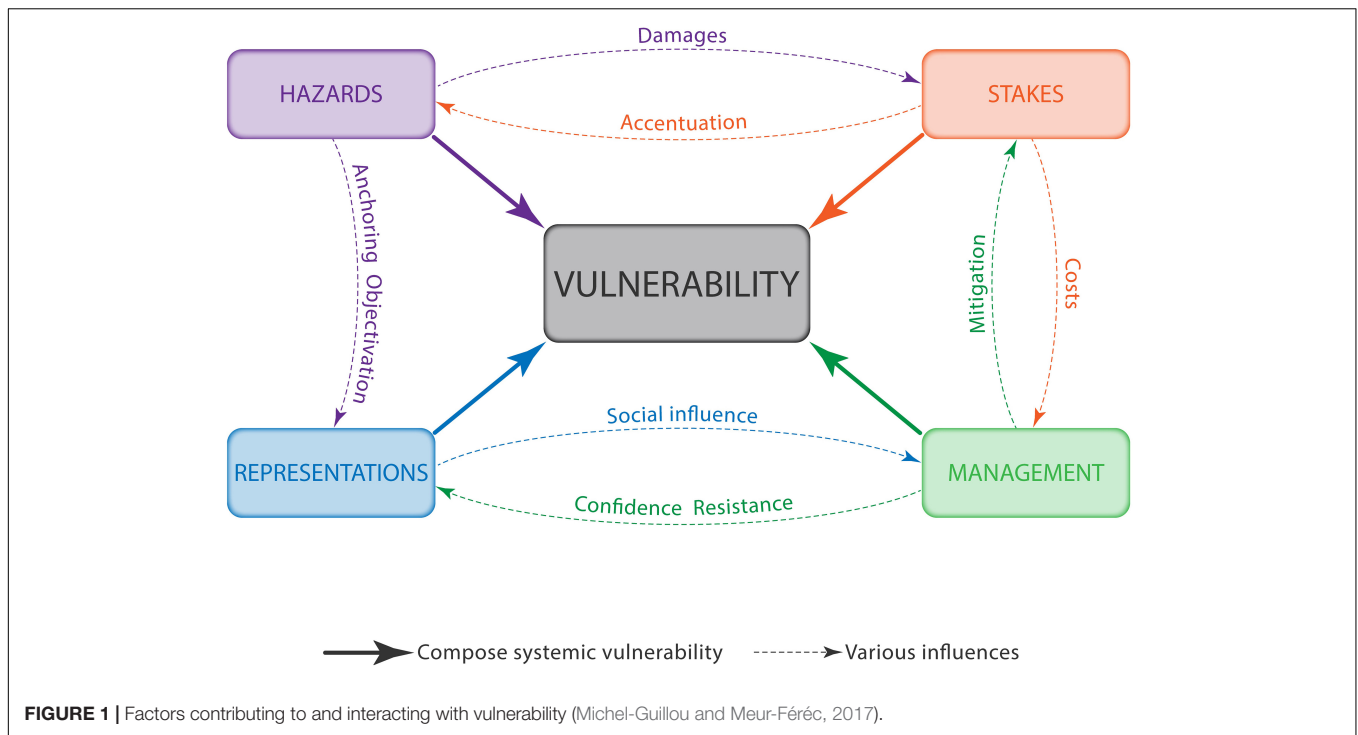 Damages
HAZARDS
STAKES
Accentuation
Anchoring Objectivation
VULNERABILITY
Mitigation
Costs
Social influence
REPRESENTATIONS
MANAGEMENT
Confidence Resistance
Compose systemic vulnerability
Various influences
FIGURE 1 | Factors contributing to and interacting with vulnerability (Michel-Guillou and Meur-Féréc, 2017).